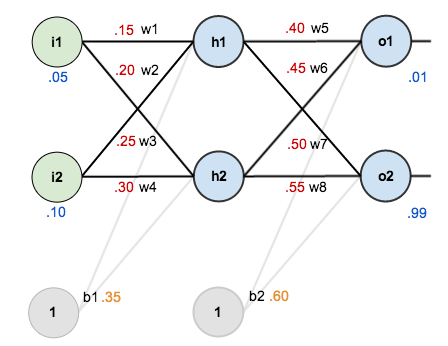 i1 .15 w1 h1 .40 w5 o1
.05 .20 w2 .45 w6 .01
.25 w3 .50 w7
i2 .30 w4 h2 .55 w8 o2
.10 .99
b1 .35 b2 .60
1 1